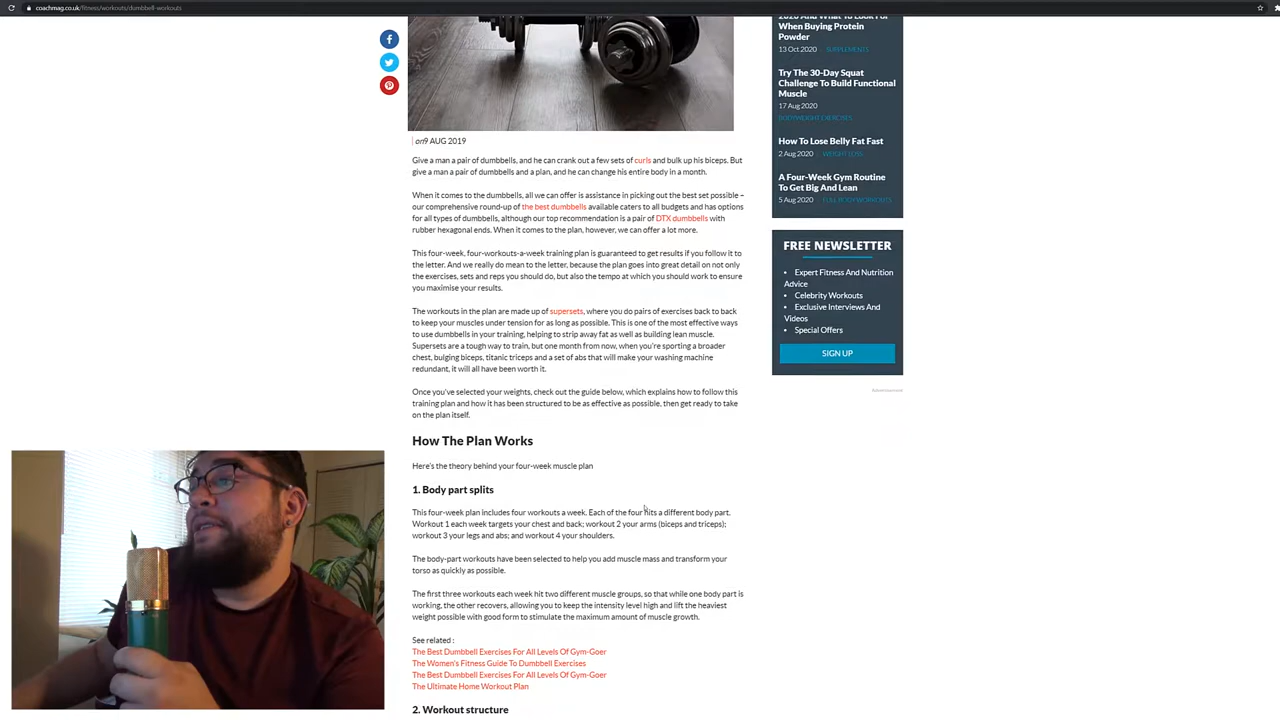 coachmag.co.uk/fitness/workouts/dumbbell-workouts
2020 And What To Look For
When Buying Protein
Powder
13 Oct 2020 SUPPLEMENTS
Try The 30-Day Squat
Challenge To Build Functional
Muscle
17 Aug 2020
BODYWEIGHT EXERCISES
How To Lose Belly Fat Fast
2 Aug 2020 WEIGHT LOSS
A Four-Week Gym Routine
To Get Big And Lean
5 Aug 2020 FULL BODY WORKOUTS
FREE NEWSLETTER
• Expert Fitness And Nutrition
Advice
• Celebrity Workouts
• Exclusive Interviews And
Videos
• Special Offers
SIGN UP
Advertisement
on9 AUG 2019
Give a man a pair of dumbbells, and he can crank out a few sets of curls and bulk up his biceps. But
give a man a pair of dumbbells and a plan, and he can change his entire body in a month.
When it comes to the dumbbells, all we can offer is assistance in picking out the best set possible –
our comprehensive round-up of the best dumbbells available caters to all budgets and has options
for all types of dumbbells, although our top recommendation is a pair of DTX dumbbells with
rubber hexagonal ends. When it comes to the plan, however, we can offer a lot more.
This four-week, four-workouts-a-week training plan is guaranteed to get results if you follow it to
the letter. And we really do mean to the letter, because the plan goes into great detail on not only
the exercises, sets and reps you should do, but also the tempo at which you should work to ensure
you maximise your results.
The workouts in the plan are made up of supersets, where you do pairs of exercises back to back
to keep your muscles under tension for as long as possible. This is one of the most effective ways
to use dumbbells in your training, helping to strip away fat as well as building lean muscle.
Supersets are a tough way to train, but one month from now, when you're sporting a broader
chest, bulging biceps, titanic triceps and a set of abs that will make your washing machine
redundant, it will all have been worth it.
Once you've selected your weights, check out the guide below, which explains how to follow this
training plan and how it has been structured to be as effective as possible, then get ready to take
on the plan itself.
How The Plan Works
Here's the theory behind your four-week muscle plan
1. Body part splits
This four-week plan includes four workouts a week. Each of the four hits a different body part.
Workout 1 each week targets your chest and back; workout 2 your arms (biceps and triceps);
workout 3 your legs and abs; and workout 4 your shoulders.
The body-part workouts have been selected to help you add muscle mass and transform your
torso as quickly as possible.
The first three workouts each week hit two different muscle groups, so that while one body part is
working, the other recovers, allowing you to keep the intensity level high and lift the heaviest
weight possible with good form to stimulate the maximum amount of muscle growth.
See related :
The Best Dumbbell Exercises For All Levels Of Gym-Goer
The Women's Fitness Guide To Dumbbell Exercises
The Best Dumbbell Exercises For All Levels Of Gym-Goer
The Ultimate Home Workout Plan
2. Workout structure